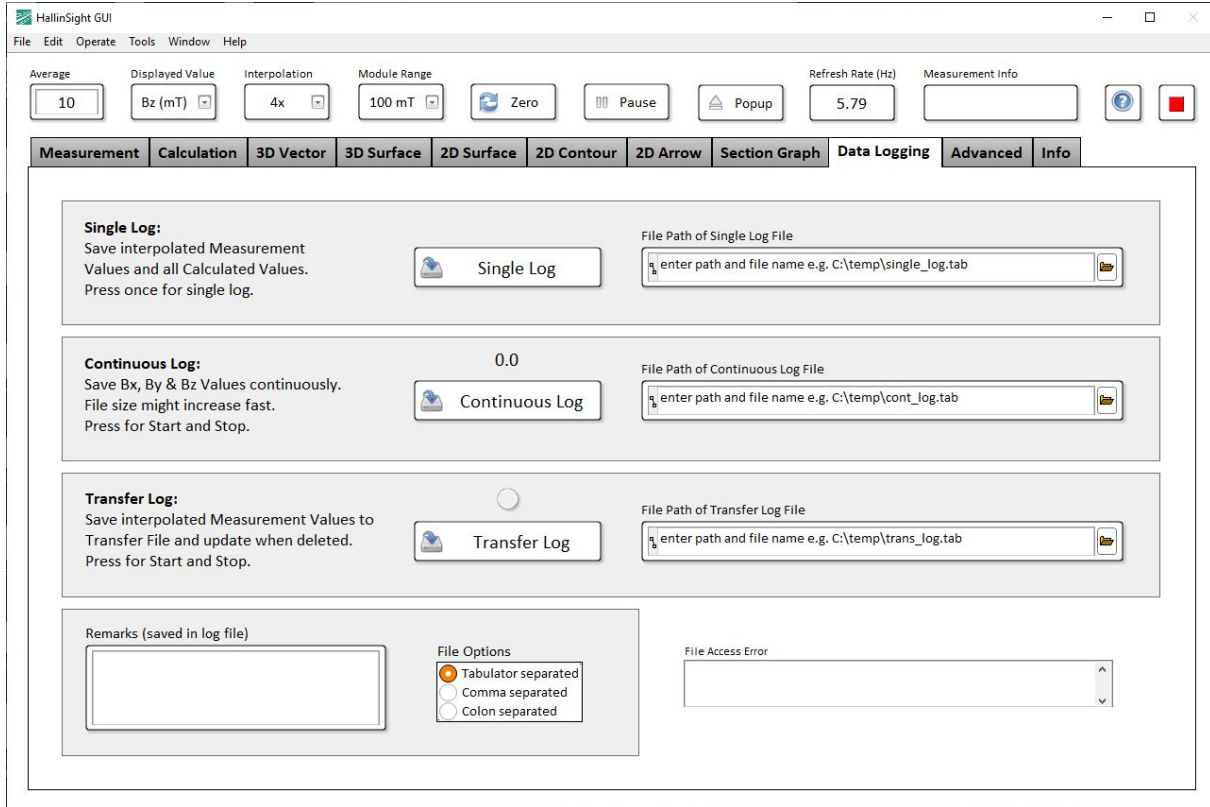 HallinSight GUI
File Edit Operate Tools Window Help
Average Displayed Value Interpolation Module Range Refresh Rate (Hz) Measurement Info
10 Bz (mT) 4x 100 mT Zero Pause Popup 5.79
Measurement Calculation 3D Vector 3D Surface 2D Surface 2D Contour 2D Arrow Section Graph Data Logging Advanced Info
Single Log:
Save interpolated Measurement
Values and all Calculated Values.
Press once for single log.
Single Log
File Path of Single Log File
enter path and file name e.g. C:\temp\single_log.tab
Continuous Log:
Save Bx, By & Bz Values continuously.
File size might increase fast.
Press for Start and Stop.
0.0
Continuous Log
File Path of Continuous Log File
enter path and file name e.g. C:\temp\cont_log.tab
Transfer Log:
Save interpolated Measurement Values to
Transfer File and update when deleted.
Press for Start and Stop.
Transfer Log
File Path of Transfer Log File
enter path and file name e.g. C:\temp\trans_log.tab
Remarks (saved in log file)
File Options
Tabulator separated
Comma separated
Colon separated
File Access Error